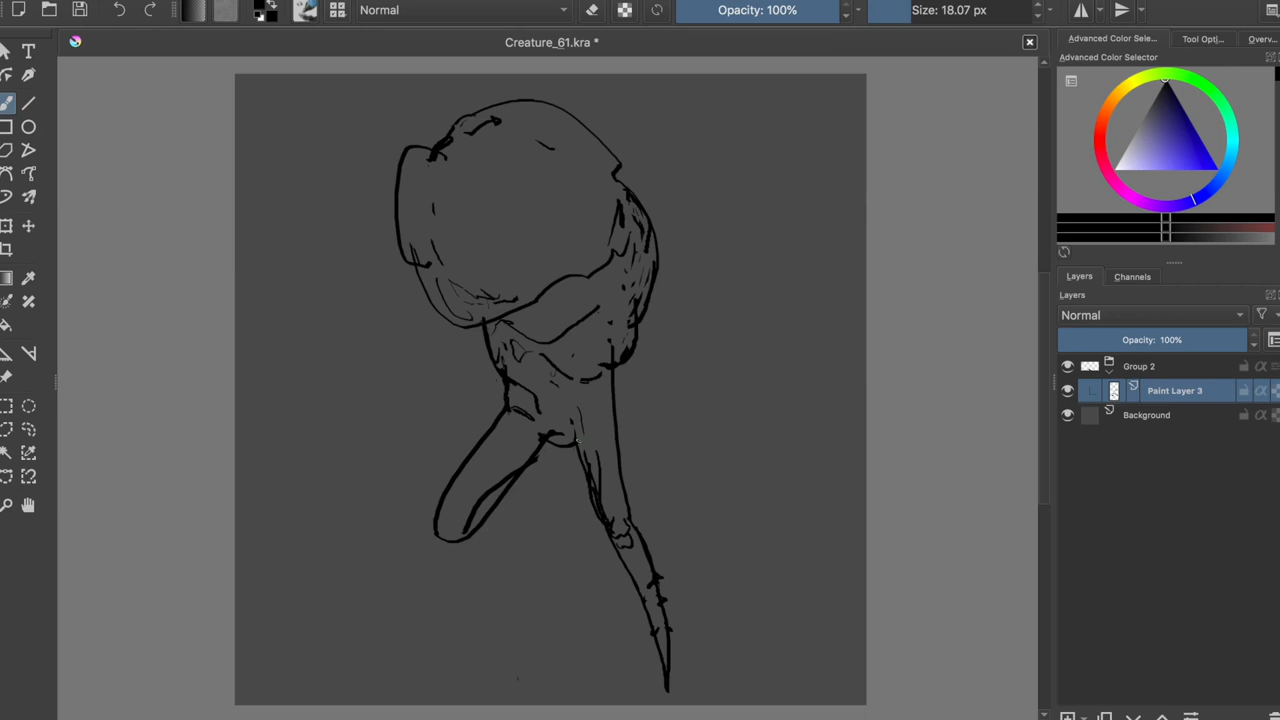 Normal
Opacity: 100%
Size: 18.07 px
Creature_61.kra *
Advanced Color Sele...
Tool Opti...
Overv...
Advanced Color Selector
Layers
Channels
Layers
Normal
Opacity: 100%
Group 2
Paint Layer 3
Background